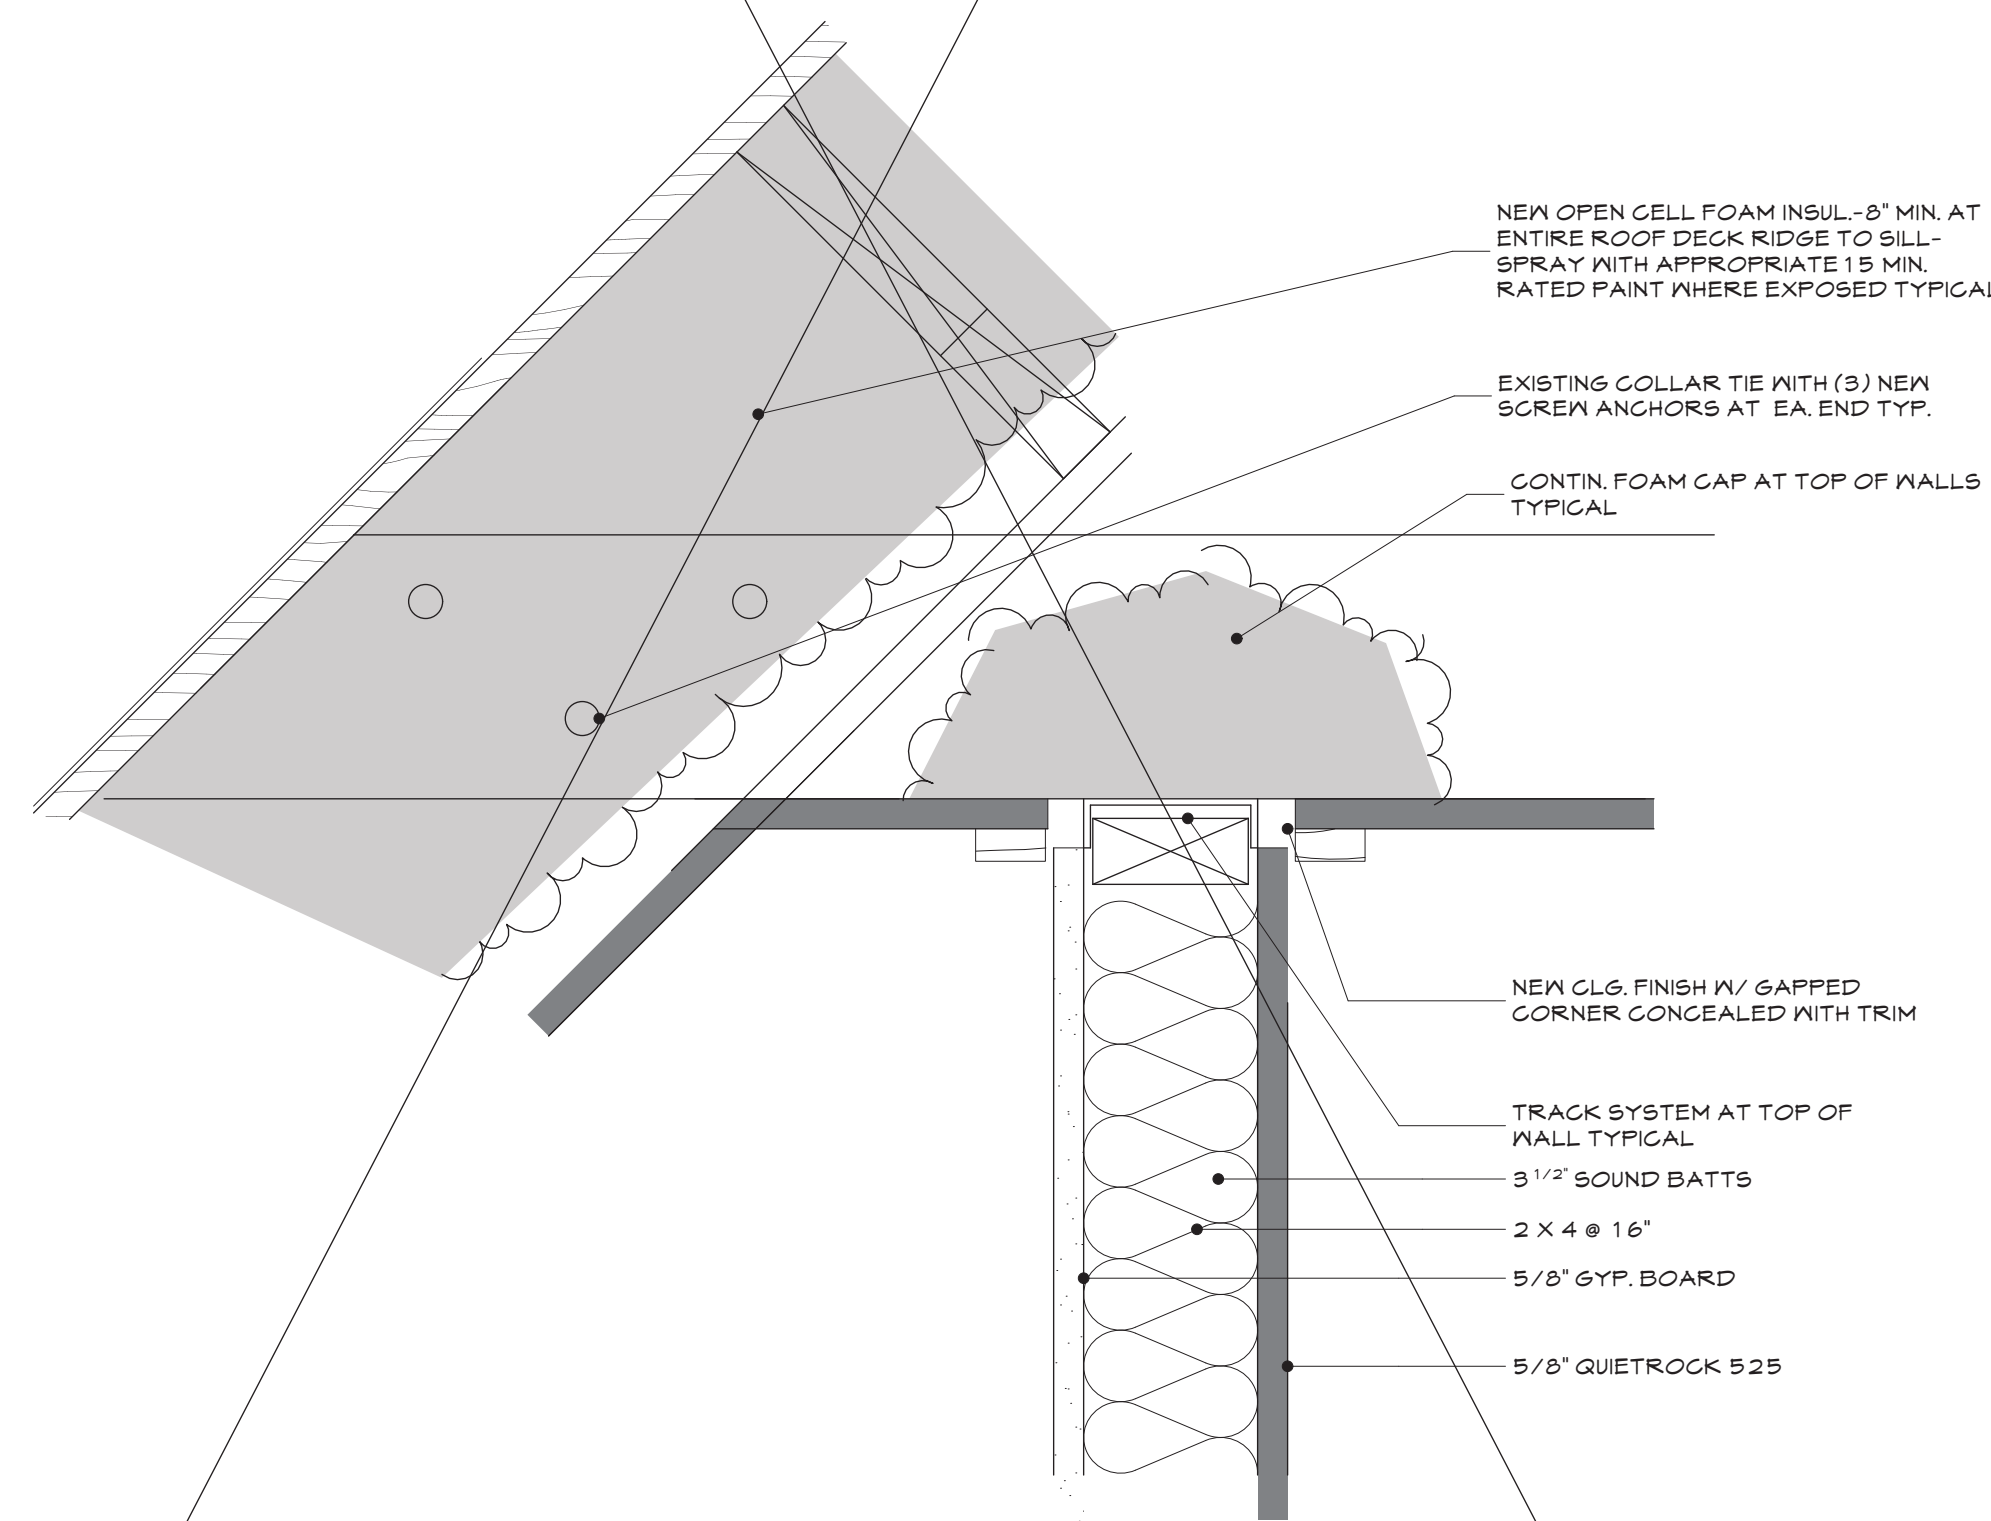 NEW OPEN CELL FOAM INSUL.-8" MIN. AT
ENTIRE ROOF DECK RIDGE TO SILL-
SPRAY WITH APPROPRIATE 15 MIN.
RATED PAINT WHERE EXPOSED TYPICAL
EXISTING COLLAR TIE WITH (3) NEW
SCREW ANCHORS AT EA. END TYP.
CONTIN. FOAM CAP AT TOP OF WALLS
TYPICAL
NEW CLG. FINISH W/ GAPPED
CORNER CONCEALED WITH TRIM
TRACK SYSTEM AT TOP OF
WALL TYPICAL
3 1/2" SOUND BATTS
2 X 4 @ 16"
5/8" GYP. BOARD
5/8" QUIETROCK 525